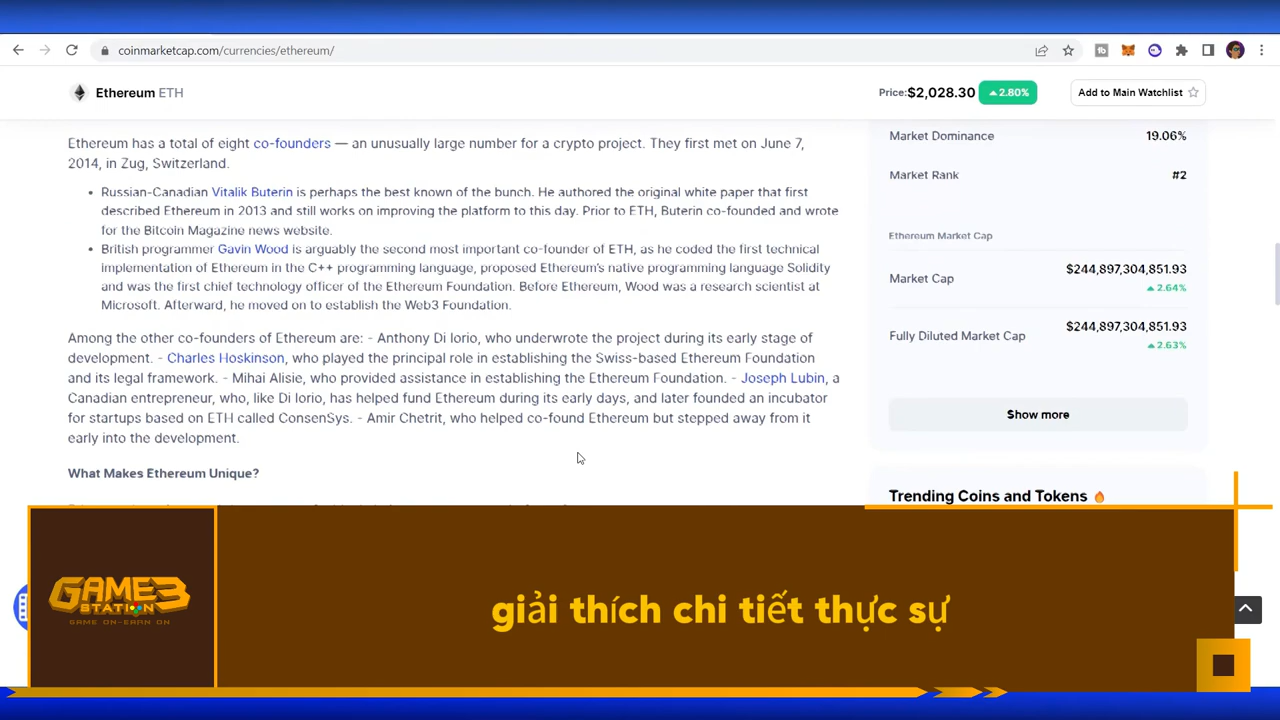 coinmarketcap.com/currencies/ethereum/
Ethereum ETH
Price:$2,028.30 2.80%
Add to Main Watchlist
Ethereum has a total of eight co-founders — an unusually large number for a crypto project. They first met on June 7,
2014, in Zug, Switzerland.
• Russian-Canadian Vitalik Buterin is perhaps the best known of the bunch. He authored the original white paper that first
described Ethereum in 2013 and still works on improving the platform to this day. Prior to ETH, Buterin co-founded and wrote
for the Bitcoin Magazine news website.
• British programmer Gavin Wood is arguably the second most important co-founder of ETH, as he coded the first technical
implementation of Ethereum in the C++ programming language, proposed Ethereum's native programming language Solidity
and was the first chief technology officer of the Ethereum Foundation. Before Ethereum, Wood was a research scientist at
Microsoft. Afterward, he moved on to establish the Web3 Foundation.
Among the other co-founders of Ethereum are: - Anthony Di Iorio, who underwrote the project during its early stage of
development. - Charles Hoskinson, who played the principal role in establishing the Swiss-based Ethereum Foundation
and its legal framework. - Mihai Alisie, who provided assistance in establishing the Ethereum Foundation. - Joseph Lubin, a
Canadian entrepreneur, who, like Di Iorio, has helped fund Ethereum during its early days, and later founded an incubator
for startups based on ETH called ConsenSys. - Amir Chetrit, who helped co-found Ethereum but stepped away from it
early into the development.
What Makes Ethereum Unique?
Market Dominance 19.06%
Market Rank #2
Ethereum Market Cap
Market Cap $244,897,304,851.93
2.64%
Fully Diluted Market Cap $244,897,304,851.93
2.63%
Show more
Trending Coins and Tokens
GAME3
STATION
GAME ON-EARN ON
giải thích chi tiết thực sự